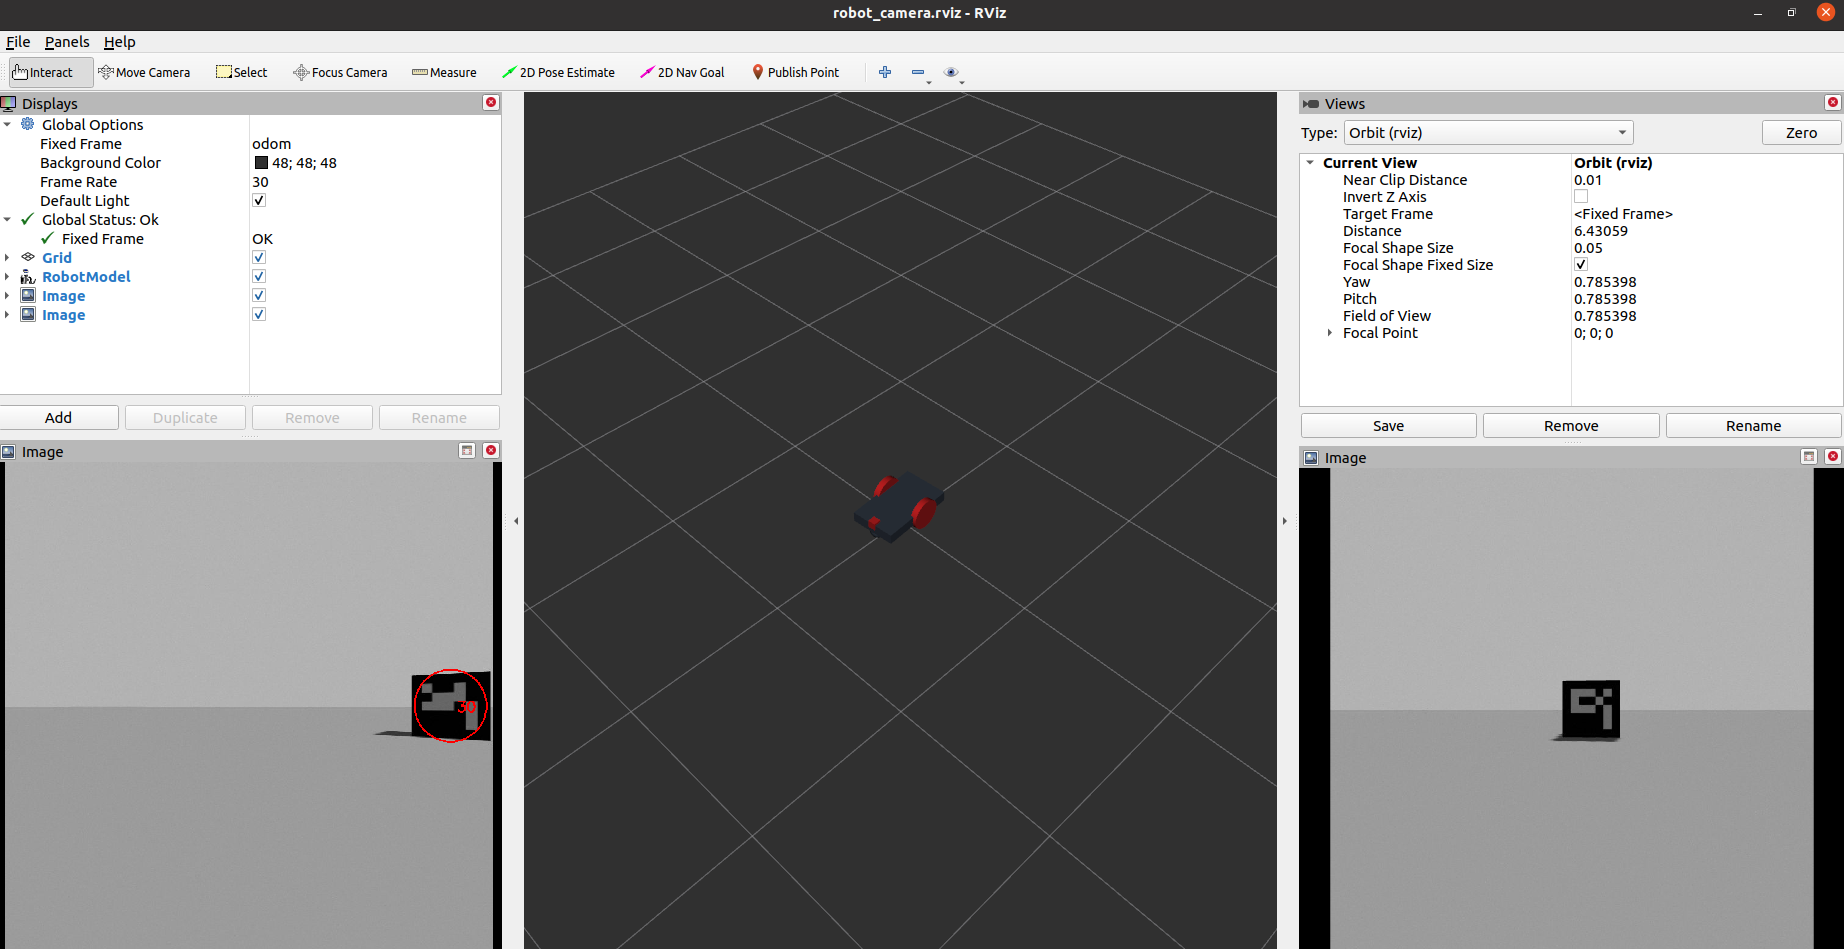 robot_camera.rviz - RViz
File Panels Help
Interact Move Camera Select Focus Camera Measure 2D Pose Estimate 2D Nav Goal Publish Point
Displays
Global Options
Fixed Frame odom
Background Color 48; 48; 48
Frame Rate 30
Default Light
Global Status: Ok
Fixed Frame OK
Grid
RobotModel
Image
Image
Add Duplicate Remove Rename
Image
Views
Type: Orbit (rviz) Zero
Current View Orbit (rviz)
Near Clip Distance 0.01
Invert Z Axis
Target Frame <Fixed Frame>
Distance 6.43059
Focal Shape Size 0.05
Focal Shape Fixed Size
Yaw 0.785398
Pitch 0.785398
Field of View 0.785398
Focal Point 0; 0; 0
Save Remove Rename
Image